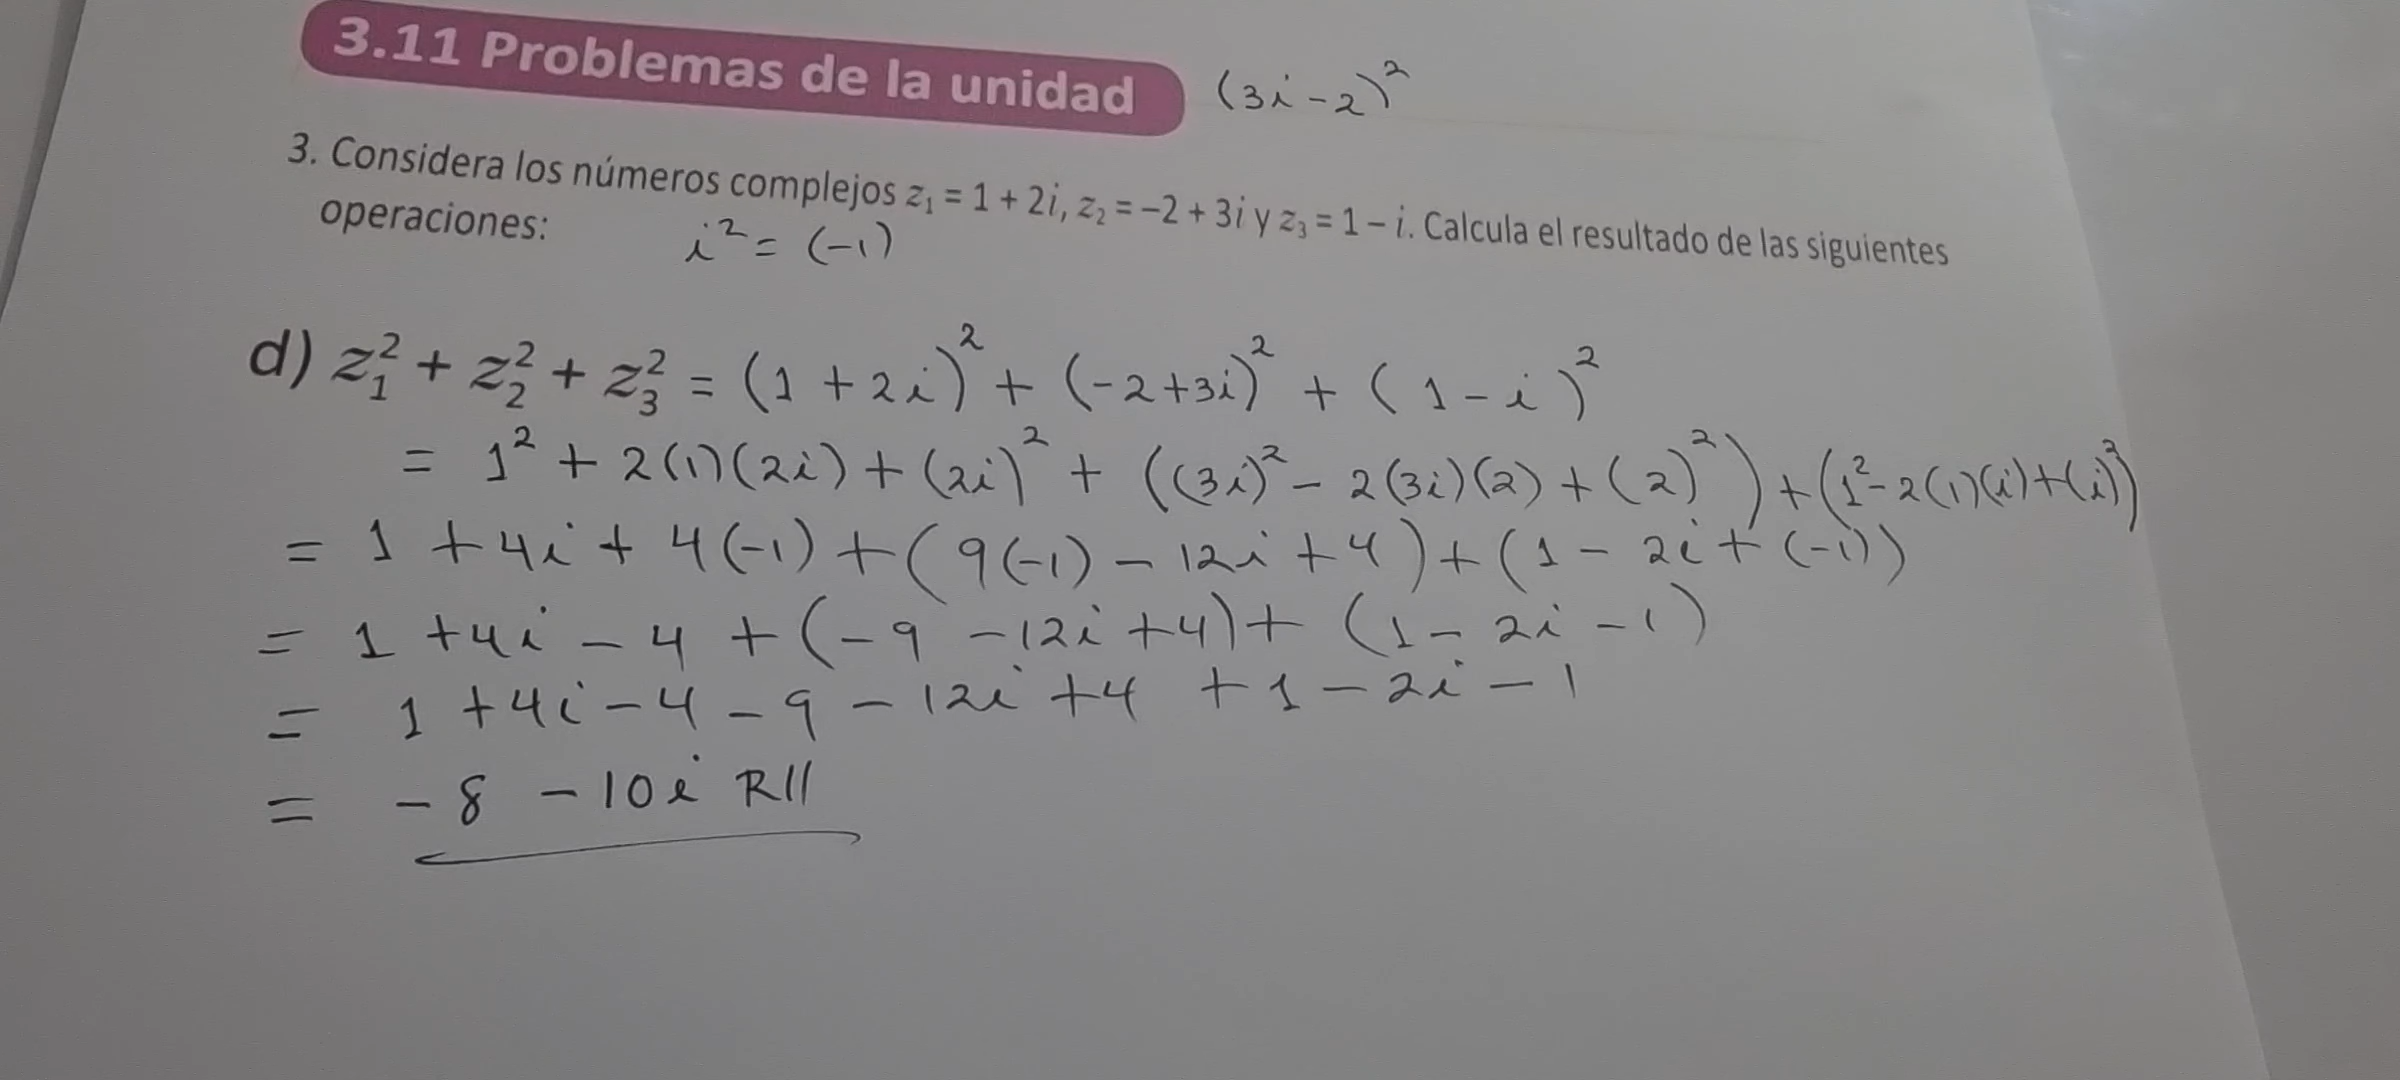 3.11 Problemas de la unidad (3i-2)²
3. Considera los números complejos z₁ = 1 + 2i, z₂ = –2 + 3i y z₃ = 1 – i. Calcula el resultado de las siguientes
operaciones: i² = (-1)
d) z₁² + z₂² + z₃² = (1 + 2i)² + (-2+3i)² + (1-i)²
= 1² + 2(1)(2i) + (2i)² + ((3i)² - 2(3i)(2) + (2)²) + (1² - 2(1)(i) + (i)²)
= 1 + 4i + 4(-1) + (9(-1) - 12i + 4) + (1 - 2i + (-1))
= 1 + 4i - 4 + (-9 - 12i + 4) + (1 - 2i - 1)
= 1 + 4i - 4 - 9 - 12i + 4 + 1 - 2i - 1
= -8 - 10i R//